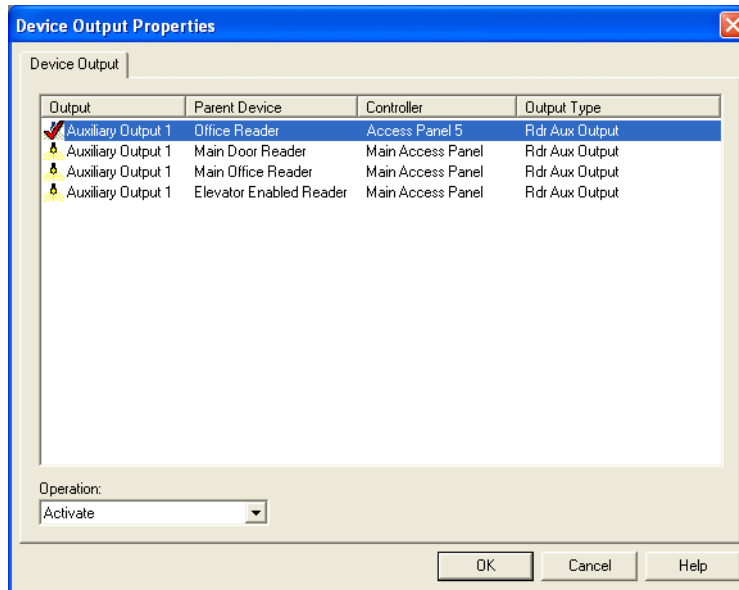 Device Output Properties
Device Output
Output Parent Device Controller Output Type
Auxiliary Output 1 Office Reader Access Panel 5 Rdr Aux Output
Auxiliary Output 1 Main Door Reader Main Access Panel Rdr Aux Output
Auxiliary Output 1 Main Office Reader Main Access Panel Rdr Aux Output
Auxiliary Output 1 Elevator Enabled Reader Main Access Panel Rdr Aux Output
Operation:
Activate
OK Cancel Help